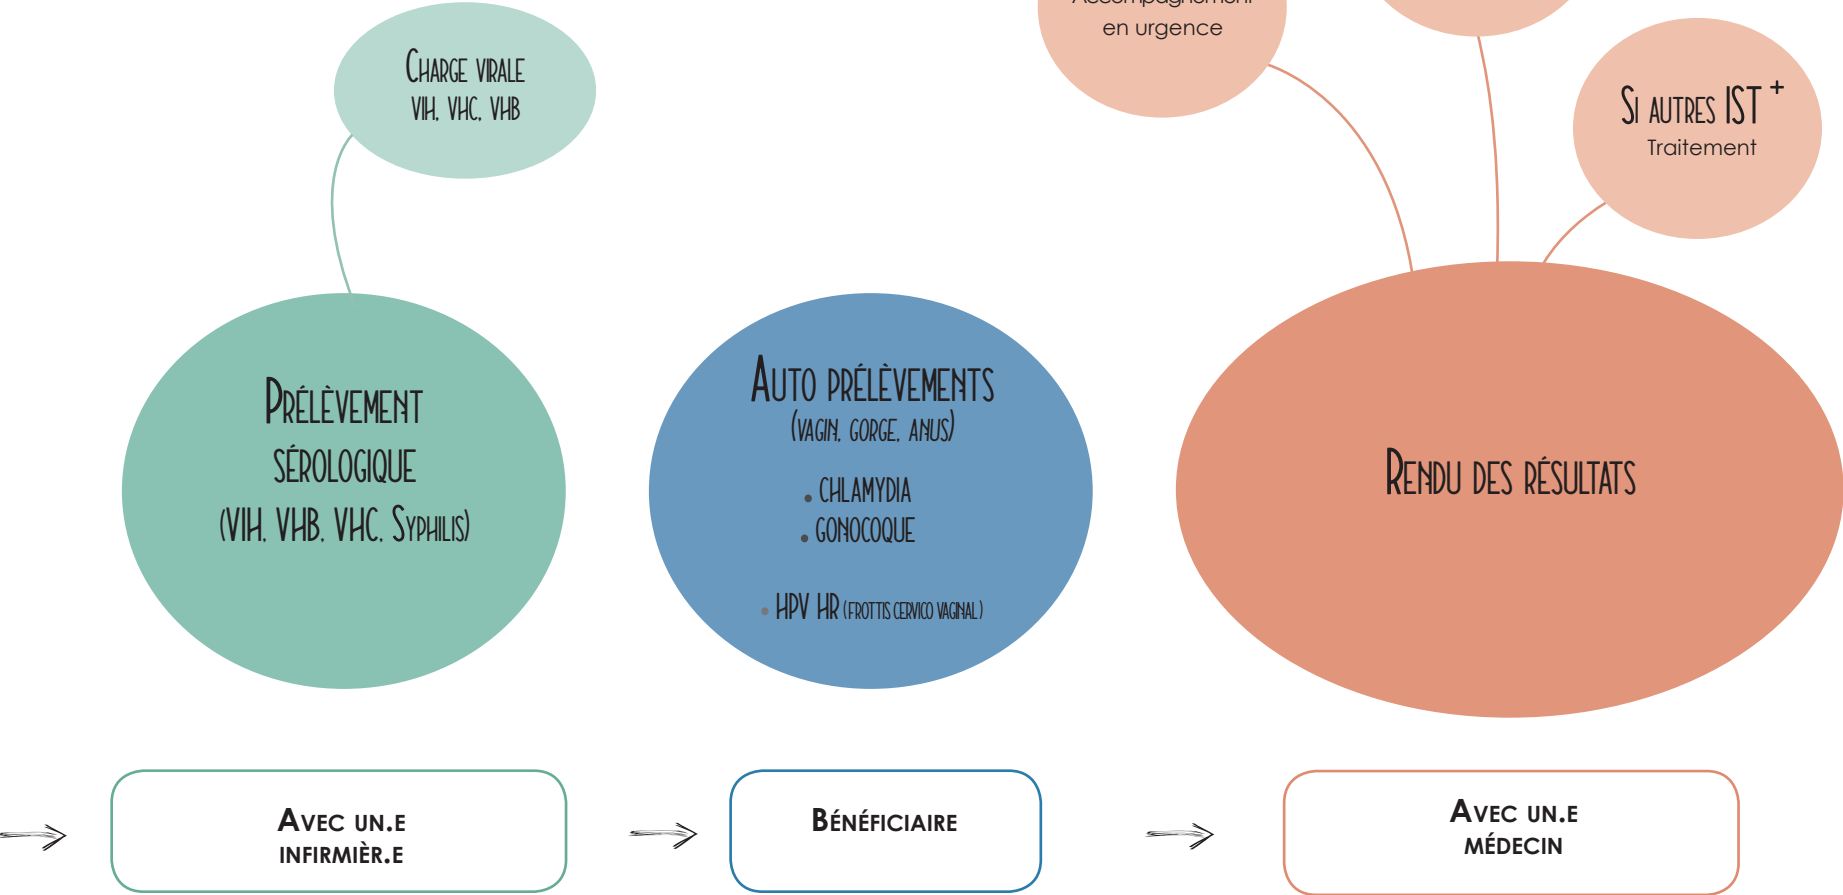 Charge virale
VIH, VHC, VHB
Accompagnement
en urgence
Si autres IST +
Traitement
Prélèvement
sérologique
(VIH, VHB, VHC, Syphilis)
Auto prélèvements
(vagin, gorge, anus)
• chlamydia
• gonocoque
• HPV HR (frottis cervico vaginal)
Rendu des résultats
Avec un.e
infirmièr.e
Bénéficiaire
Avec un.e
médecin